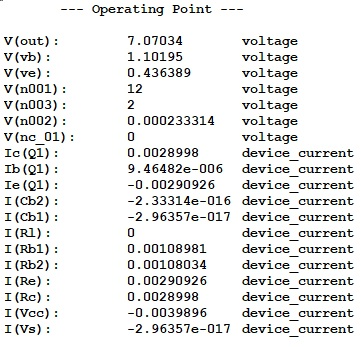 --- Operating Point ---
V(out): 7.07034 voltage
V(vb): 1.10195 voltage
V(ve): 0.436389 voltage
V(n001): 12 voltage
V(n003): 2 voltage
V(n002): 0.000233314 voltage
V(nc_01): 0 voltage
Ic(Q1): 0.0028998 device_current
Ib(Q1): 9.46482e-006 device_current
Ie(Q1): -0.00290926 device_current
I(Cb2): -2.33314e-016 device_current
I(Cb1): -2.96357e-017 device_current
I(Rl): 0 device_current
I(Rb1): 0.00108981 device_current
I(Rb2): 0.00108034 device_current
I(Re): 0.00290926 device_current
I(Rc): 0.0028998 device_current
I(Vcc): -0.0039896 device_current
I(Vs): -2.96357e-017 device_current